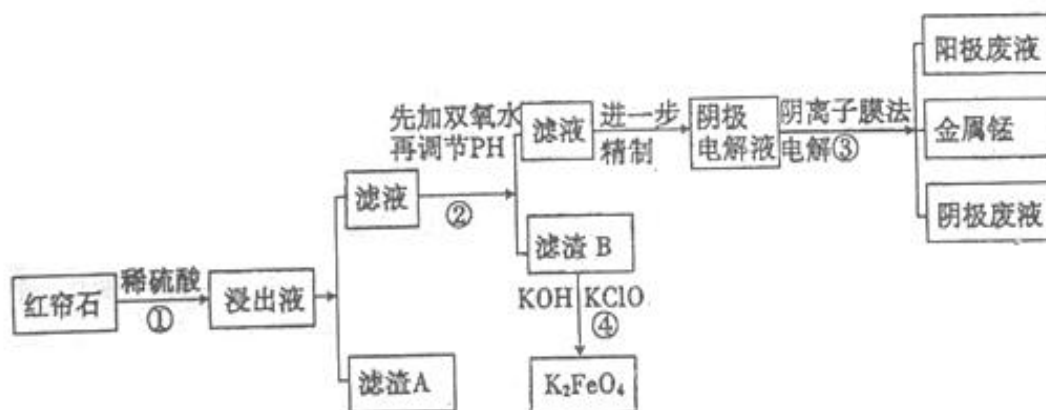 阳极废液
先加双氧水
再调节PH
滤液
进一步
精制
阴极
电解液
阴离子膜法
电解③
金属锰
滤液
②
阴极废液
滤渣 B
红帘石
稀硫酸
①
浸出液
KOH KClO
④
滤渣A
K₂FeO₄